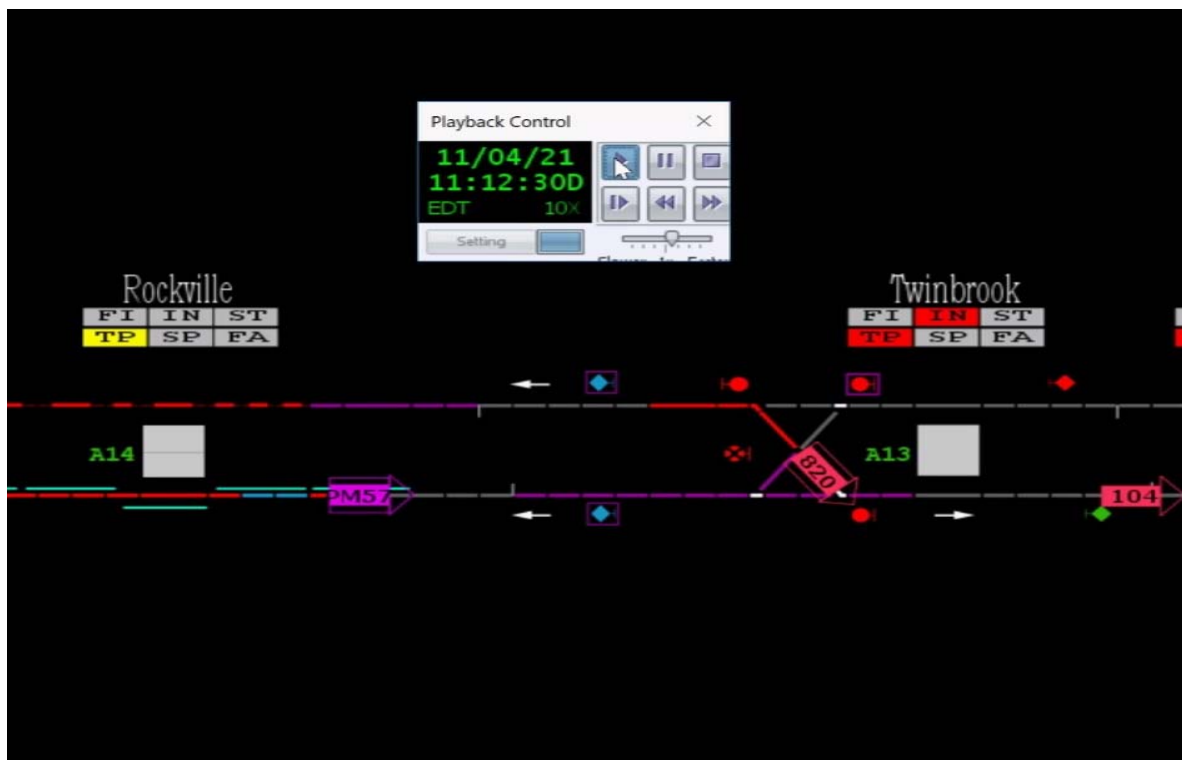 Playback Control
11/04/21
11:12:30D
EDT 10X
Setting
Rockville
FI IN ST
TP SP FA
Twinbrook
FI IN ST
TP SP FA
A14
820
A13
PM57
104